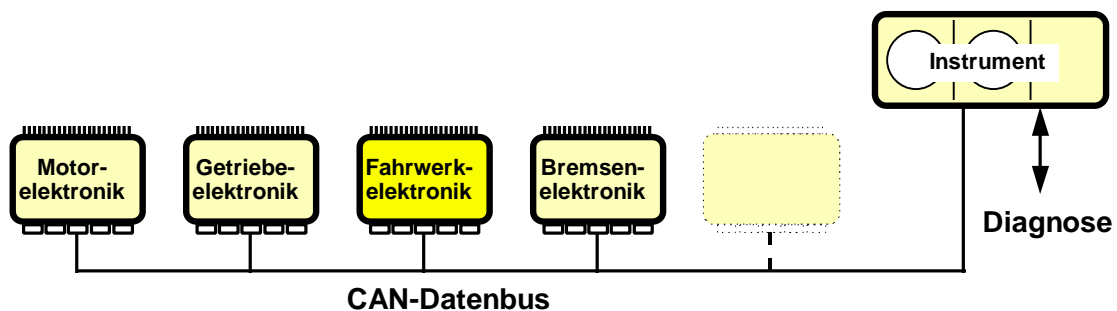 Instrument
Motor-
elektronik
Getriebe-
elektronik
Fahrwerk-
elektronik
Bremsen-
elektronik
Diagnose
CAN-Datenbus